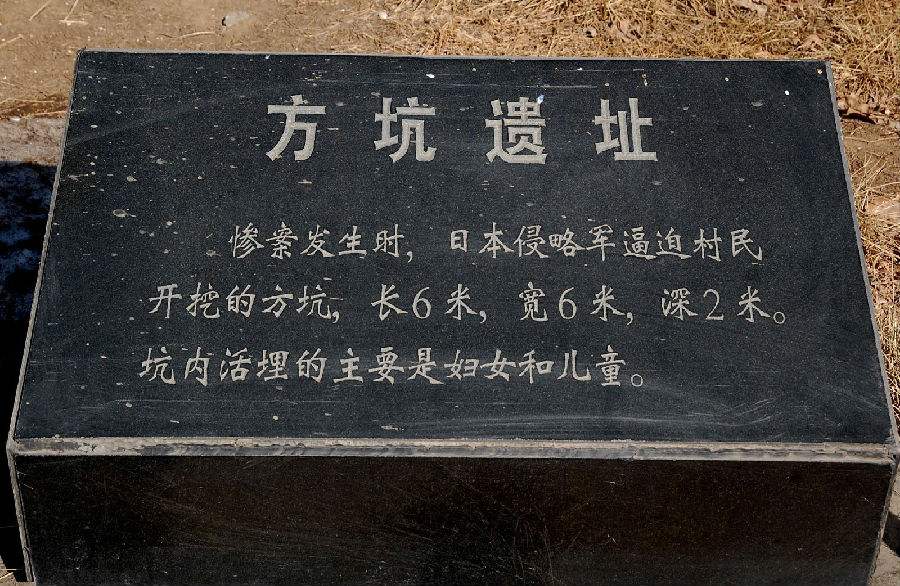 方坑遗址
惨案发生时，日本侵略军逼迫村民
开挖的方坑，长6米，宽6米，深2米。
坑内活埋的主要是妇女和儿童。